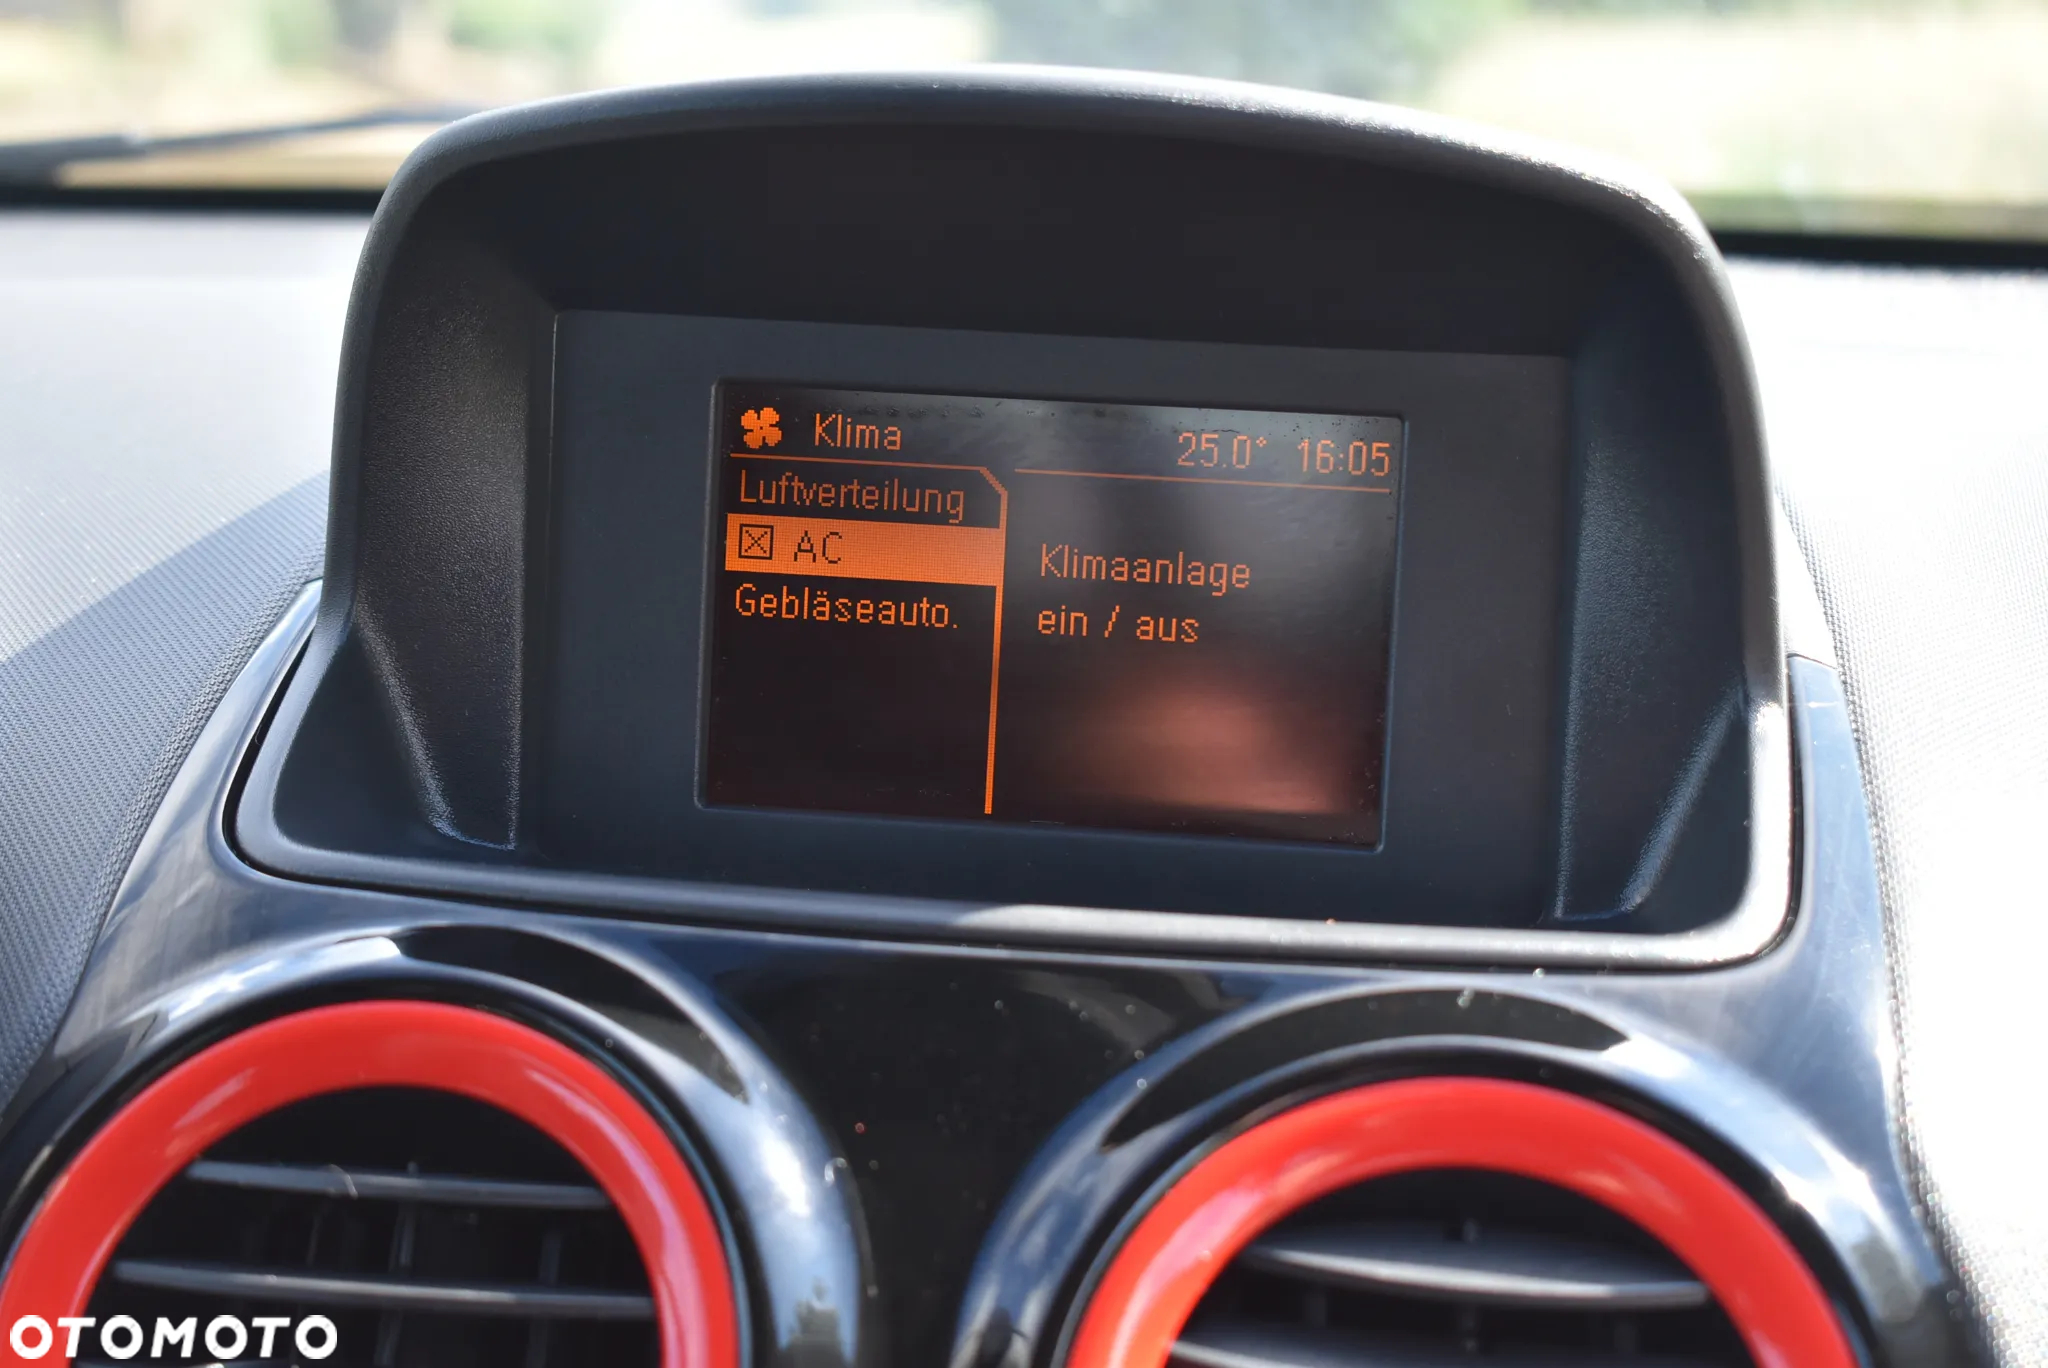 Klima
25.0° 16:05
Luftverteilung
AC
Gebläseauto.
Klimaanlage
ein / aus
OTOMOTO